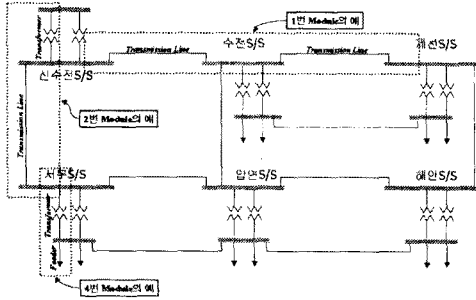 1번 Module의 예
Transformer
Transmission Line
수전S/S
Transmission Line
개선S/S
신수전S/S
Transmission Line
2번 Module의 예
서투S/S
압연S/S
해안S/S
Transformer
Feeder
4번 Module의 예